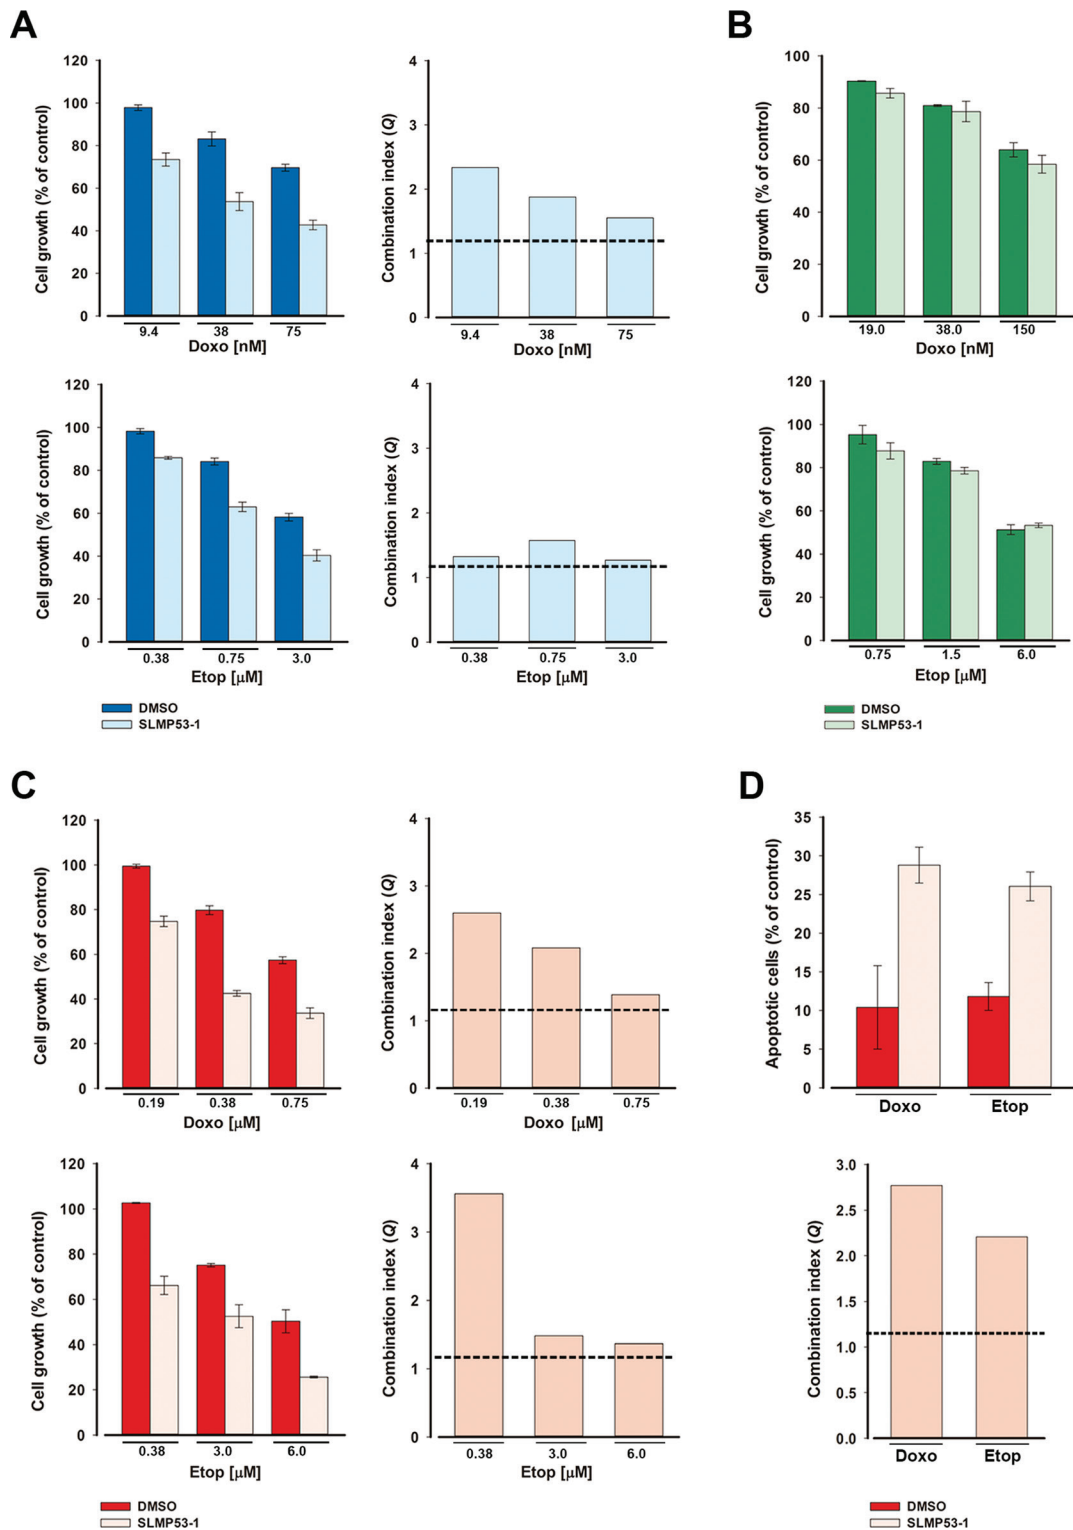 A
Cell growth (% of control)
120
100
80
60
40
20
0
9.4 38 75
Doxo [nM]
Combination index (Q)
4
3
2
1
0
9.4 38 75
Doxo [nM]
B
Cell growth (% of control)
100
80
60
40
20
0
19.0 38.0 150
Doxo [nM]
Cell growth (% of control)
120
100
80
60
40
20
0
0.38 0.75 3.0
Etop [µM]
Combination index (Q)
4
3
2
1
0
0.38 0.75 3.0
Etop [µM]
Cell growth (% of control)
120
100
80
60
40
20
0
0.75 1.5 6.0
Etop [µM]
DMSO
SLMP53-1
DMSO
SLMP53-1
C
Cell growth (% of control)
120
100
80
60
40
20
0
0.19 0.38 0.75
Doxo [µM]
Combination index (Q)
4
3
2
1
0
0.19 0.38 0.75
Doxo [µM]
D
Apoptotic cells (% of control)
35
30
25
20
15
10
5
0
Doxo Etop
Cell growth (% of control)
120
100
80
60
40
20
0
0.38 3.0 6.0
Etop [µM]
Combination index (Q)
4
3
2
1
0
0.38 3.0 6.0
Etop [µM]
Combination index (Q)
3.0
2.5
2.0
1.5
1.0
0.5
0.0
Doxo Etop
DMSO
SLMP53-1
DMSO
SLMP53-1